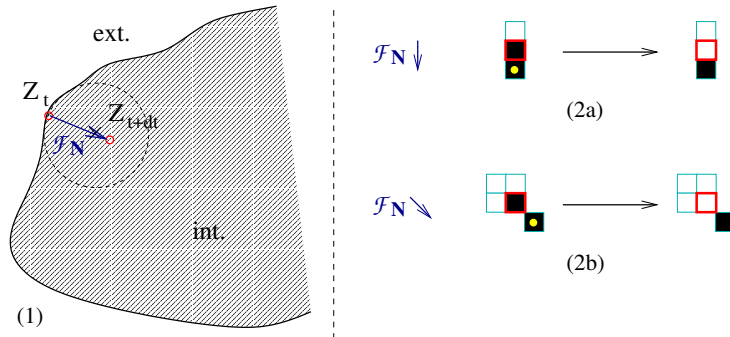 ext.
Z t
Z t+dt
ℱN
int.
(1)
ℱN
(2a)
ℱN
(2b)